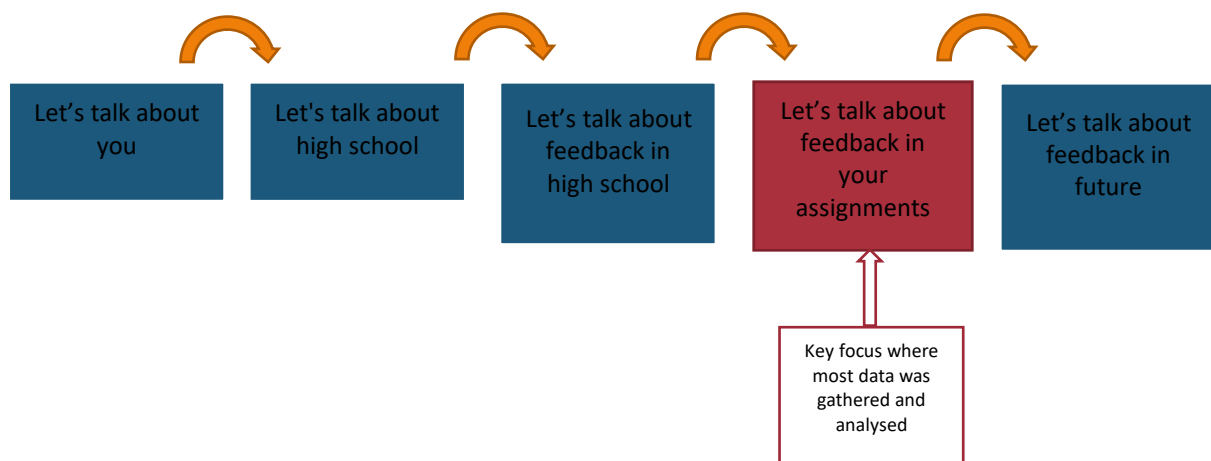 Let’s talk about
you
Let's talk about
high school
Let’s talk about
feedback in
high school
Let’s talk about
feedback in
your
assignments
Let’s talk about
feedback in
future
Key focus where
most data was
gathered and
analysed